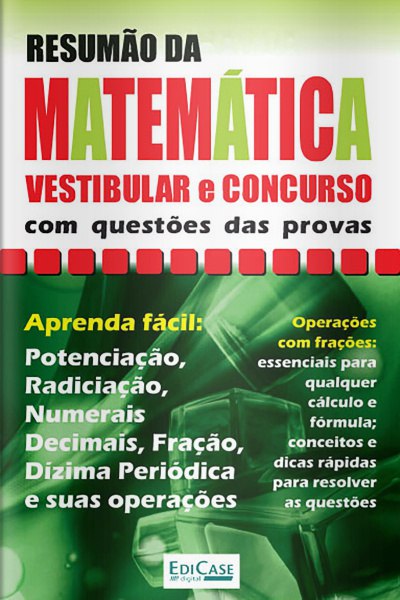 RESUMÃO DA
MATEMÁTICA
VESTIBULAR e CONCURSO
com questões das provas
Aprenda fácil:
Potenciação,
Radiciação,
Numerais
Decimais, Fração,
Dízima Periódica
e suas operações
Operações
com frações:
essenciais para
qualquer
cálculo e
fórmula;
conceitos e
dicas rápidas
para resolver
as questões
EDICASE
digital